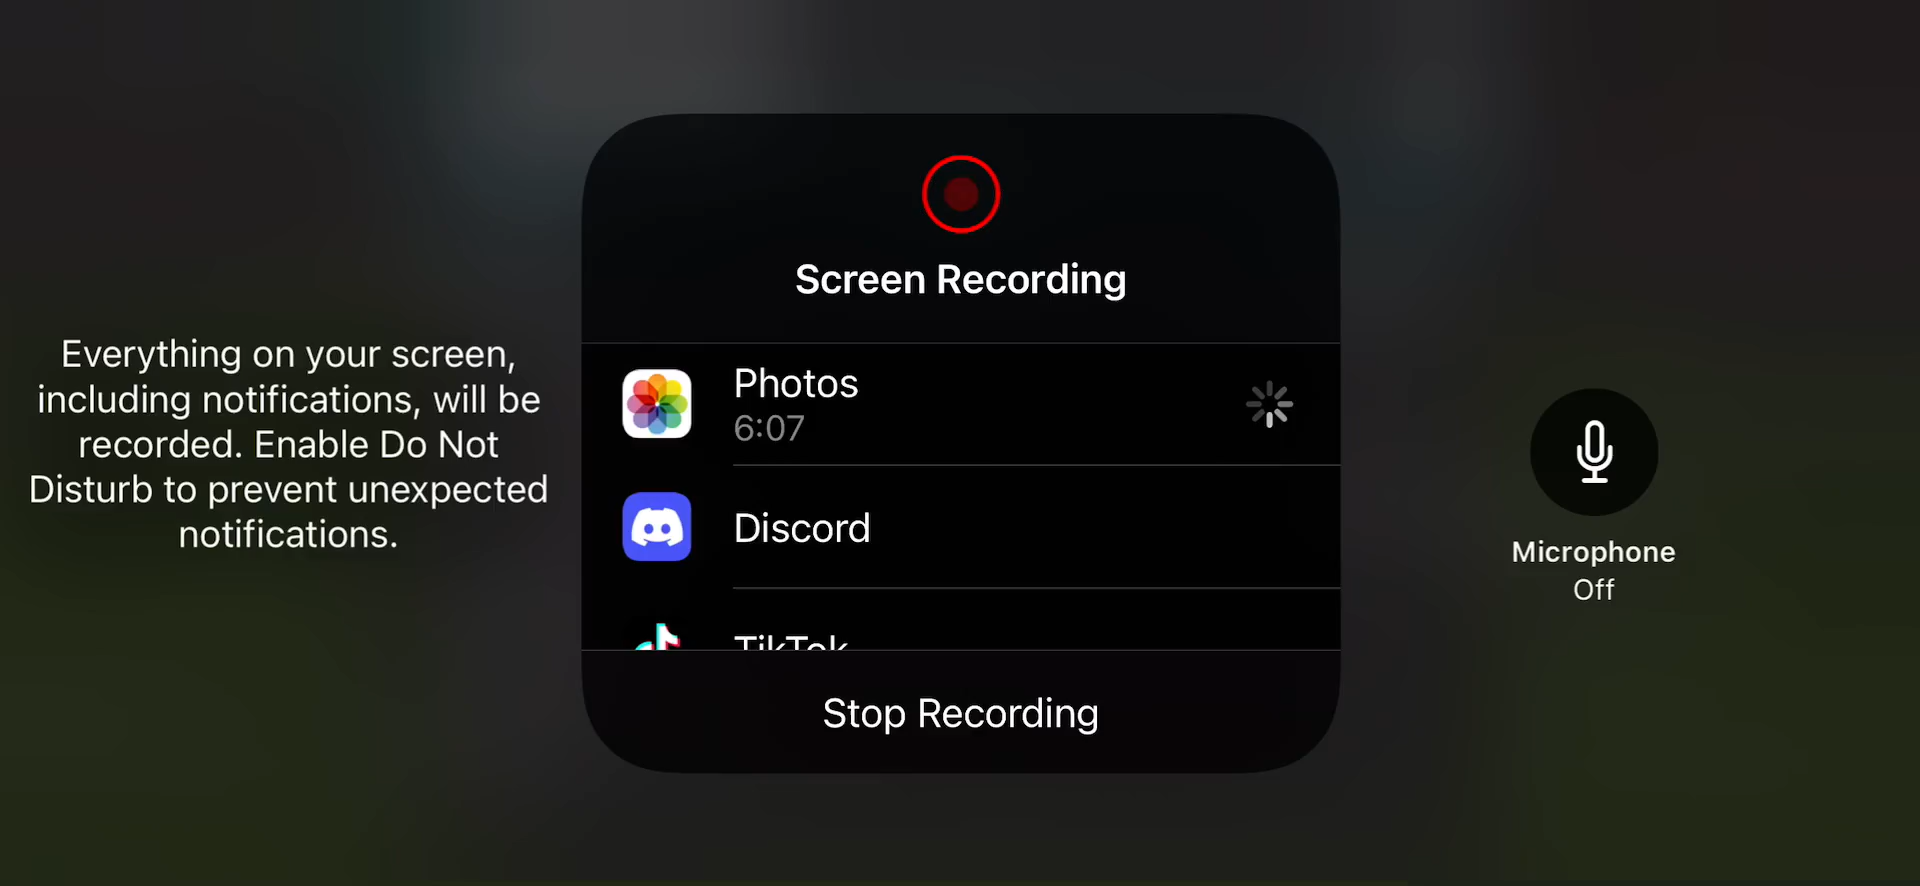 Screen Recording
Everything on your screen,
including notifications, will be
recorded. Enable Do Not
Disturb to prevent unexpected
notifications.
Photos
6:07
Discord
TikTok
Stop Recording
Microphone
Off